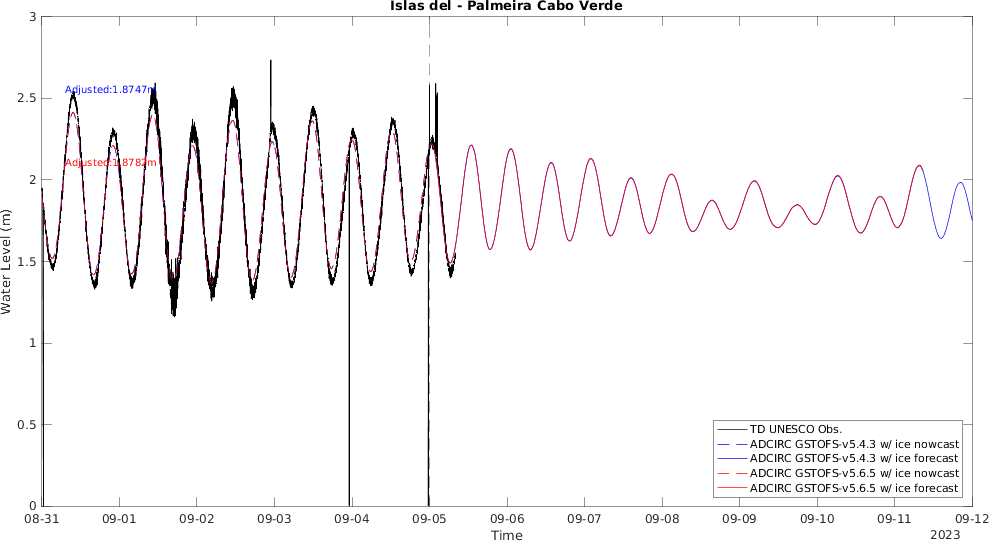 Islas del - Palmeira Cabo Verde
3
2.5
2
1.5
1
0.5
0
Water Level (m)
Adjusted:1.8747m
Adjusted:1.8782m
TD UNESCO Obs.
ADCIRC GSTOFS-v5.4.3 w/ ice nowcast
ADCIRC GSTOFS-v5.4.3 w/ ice forecast
ADCIRC GSTOFS-v5.6.5 w/ ice nowcast
ADCIRC GSTOFS-v5.6.5 w/ ice forecast
08-31 09-01 09-02 09-03 09-04 09-05 09-06 09-07 09-08 09-09 09-10 09-11 09-12
Time
2023